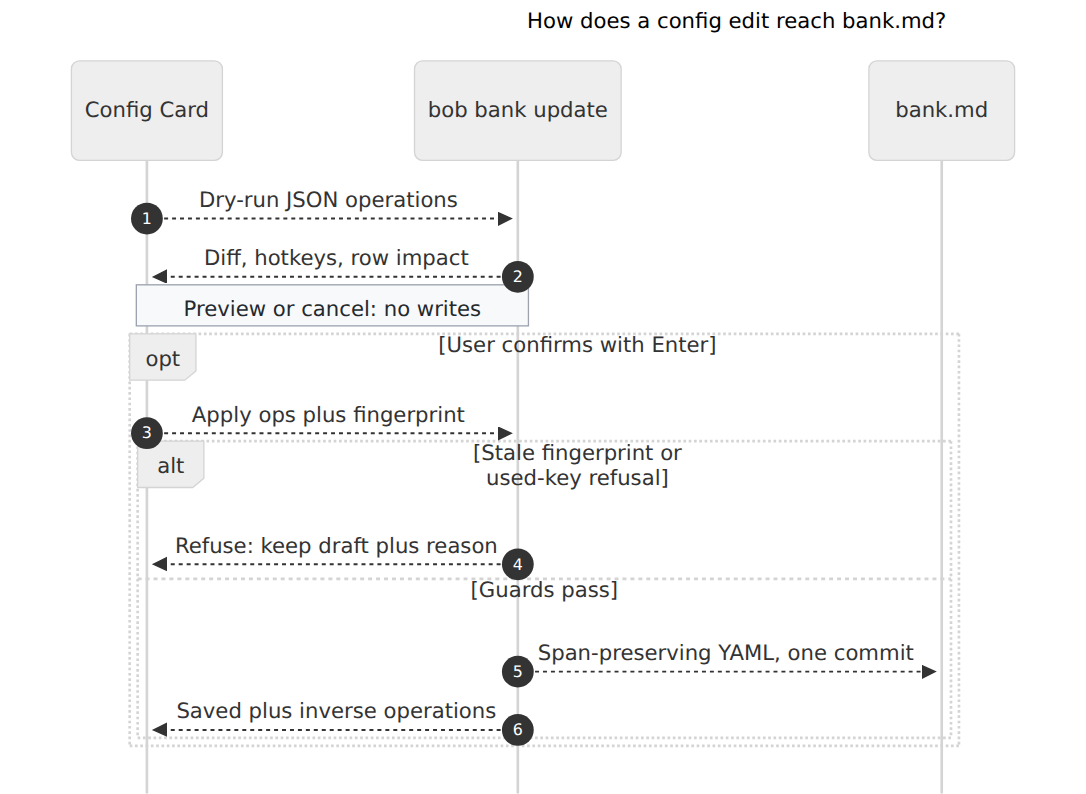 How does a config edit reach bank.md?
Config Card
bob bank update
bank.md
Dry-run JSON operations
1
Diff, hotkeys, row impact
2
Preview or cancel: no writes
[User confirms with Enter]
opt
Apply ops plus fingerprint
3
[Stale fingerprint or
alt
used-key refusal]
Refuse: keep draft plus reason
4
[Guards pass]
Span-preserving YAML, one commit
5
Saved plus inverse operations
6